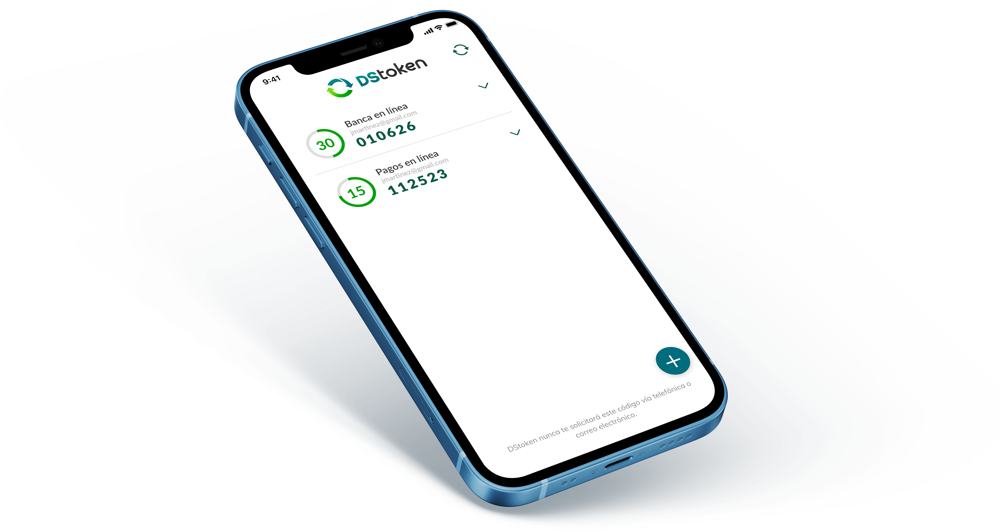 9:41
DStoken
Banca en línea
jmartinez@gmail.com
30
010626
Pagos en línea
jmartinez@gmail.com
15
112523
DStoken nunca te solicitará este código vía telefónica o
correo electrónico.